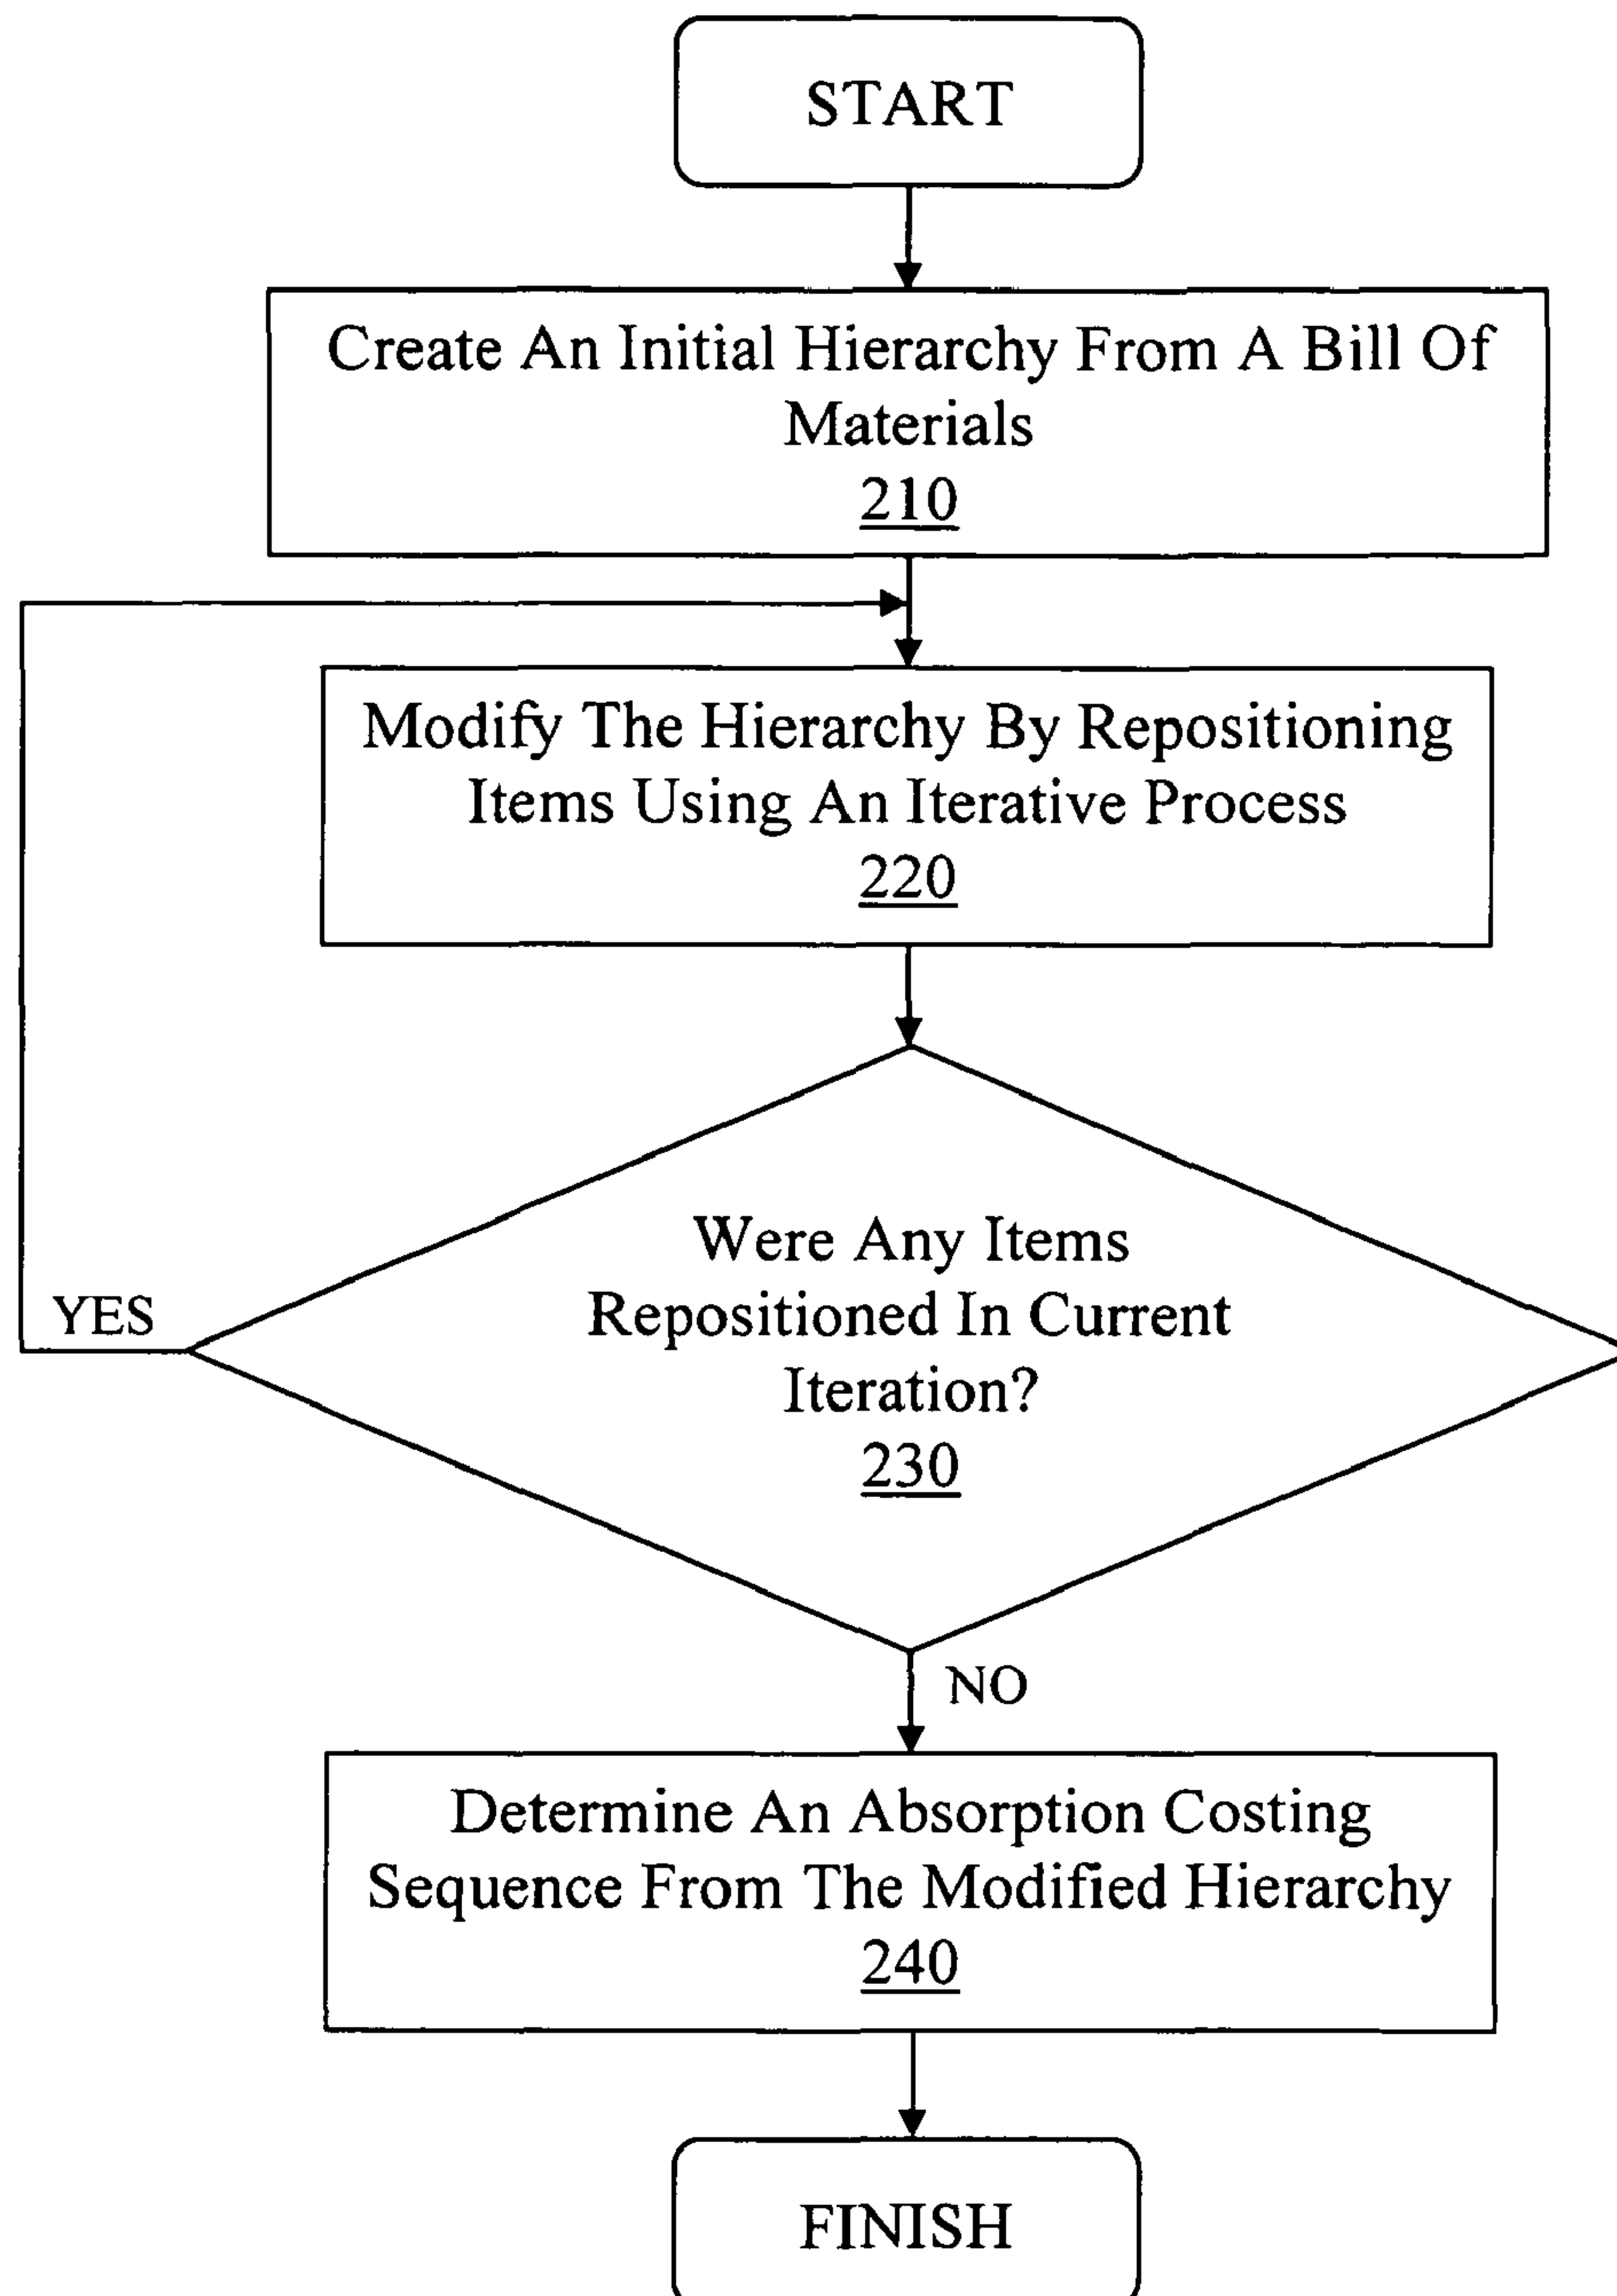 START
Create An Initial Hierarchy From A Bill Of
Materials
210
Modify The Hierarchy By Repositioning
Items Using An Iterative Process
220
Were Any Items
Repositioned In Current
Iteration?
230
YES
NO
Determine An Absorption Costing
Sequence From The Modified Hierarchy
240
FINISH